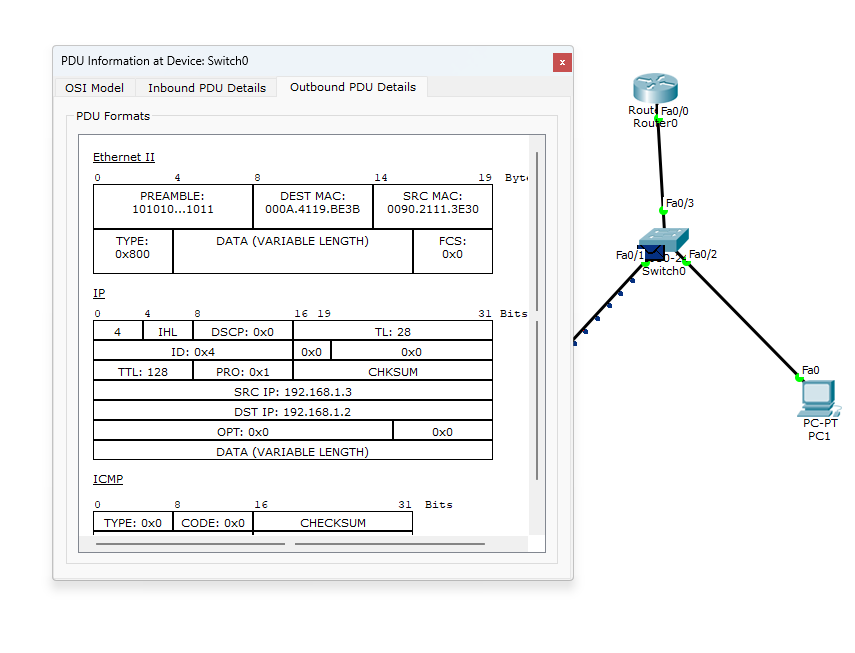 PDU Information at Device: Switch0
x
OSI Model Inbound PDU Details Outbound PDU Details
PDU Formats
Ethernet II
0 4 8 14 19
PREAMBLE: DEST MAC: SRC MAC:
101010...1011 000A.4119.BE3B 0090.2111.3E30
TYPE: DATA (VARIABLE LENGTH) FCS:
0x800 0x0
IP
0 4 8 16 19 31 Bits
4 IHL DSCP: 0x0 TL: 28
ID: 0x4 0x0 0x0
TTL: 128 PRO: 0x1 CHKSUM
SRC IP: 192.168.1.3
DST IP: 192.168.1.2
OPT: 0x0 0x0
DATA (VARIABLE LENGTH)
ICMP
0 8 16 31 Bits
TYPE: 0x0 CODE: 0x0 CHECKSUM
Fa0/0
Router0
Fa0/3
Fa0/1
Fa0/2
Switch0
Fa0
PC-PT
PC1